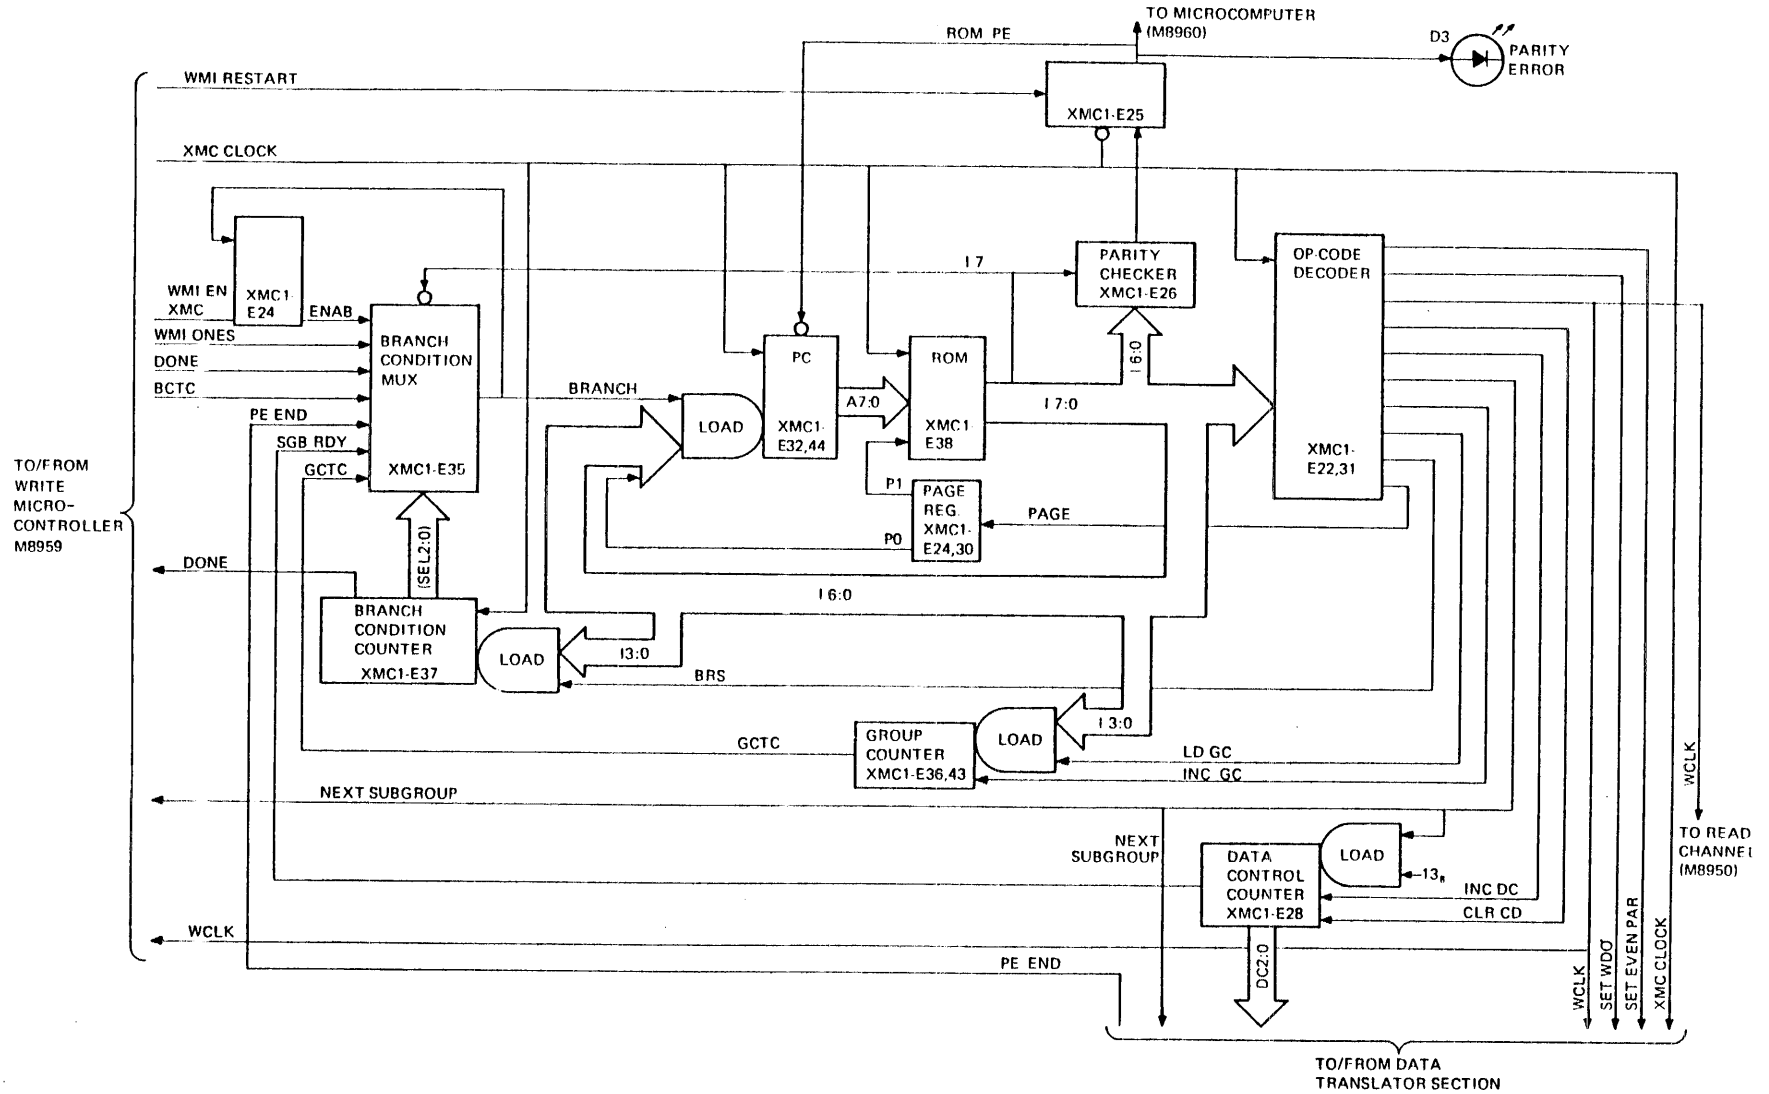 TO MICROCOMPUTER
(M8960)
ROM PE
D3
PARITY
ERROR
WMI RESTART
XMC1-E25
XMC CLOCK
PARITY
CHECKER
XMC1-E26
OP-CODE
DECODER
XMC1-
E22,31
I 7
WMI EN
XMC
XMC1-
E24
ENAB
WMI ONES
DONE
BCTC
PE END
SGB RDY
GCTC
BRANCH
CONDITION
MUX
XMC1-E35
BRANCH
LOAD
PC
XMC1-
E32,44
A7:0
ROM
XMC1-
E38
I 7:0
I 6:0
TO/FROM
WRITE
MICRO-
CONTROLLER
M8959
P1
P0
PAGE
REG.
XMC1-
E24,30
PAGE
DONE
(SEL2:0)
I 6:0
BRANCH
CONDITION
COUNTER
XMC1-E37
LOAD
I3:0
BRS
GCTC
GROUP
COUNTER
XMC1-E36,43
LOAD
I 3:0
LD GC
INC GC
NEXT SUBGROUP
NEXT
SUBGROUP
DATA
CONTROL
COUNTER
XMC1-E28
LOAD
I3R
INC DC
CLR CD
WCLK
TO READ
CHANNEL
(M8950)
WCLK
PE END
DC2:0
WCLK
SET WDO
SET EVEN PAR
XMC CLOCK
TO/FROM DATA
TRANSLATOR SECTION